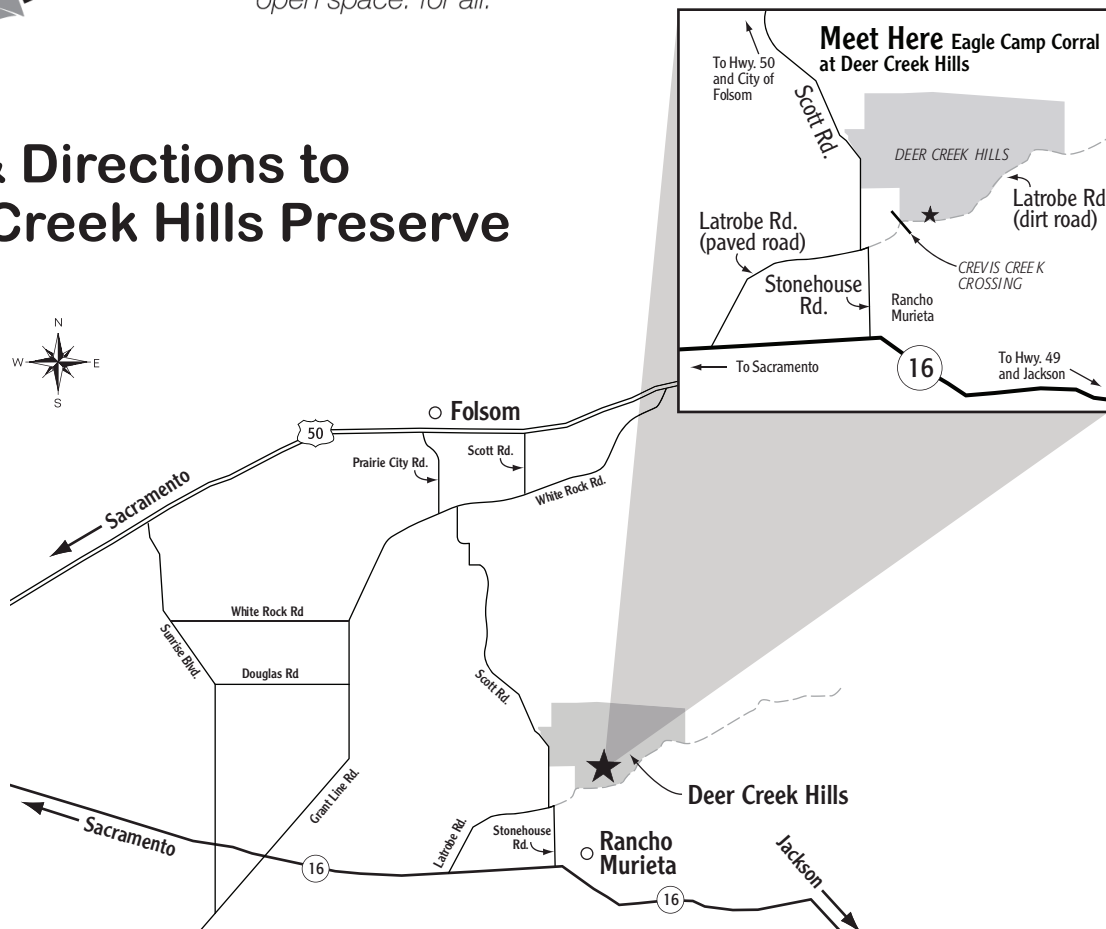 open space. for all.
& Directions to
Creek Hills Preserve
Meet Here Eagle Camp Corral
at Deer Creek Hills
To Hwy. 50
and City of
Folsom
Scott Rd.
DEER CREEK HILLS
Latrobe Rd
(dirt road)
Latrobe Rd.
(paved road)
CREVIS CREEK
CROSSING
Stonehouse
Rd.
Rancho
Murieta
To Sacramento
16
To Hwy. 49
and Jackson
N
W
E
S
Folsom
50
Prairie City Rd.
Scott Rd.
White Rock Rd.
Sacramento
White Rock Rd
Sunrise Blvd.
Douglas Rd
Scott Rd.
Grant Line Rd.
Deer Creek Hills
Sacramento
Latrobe Rd.
Stonehouse
Rd.
Rancho
Murieta
Jackson
16
16